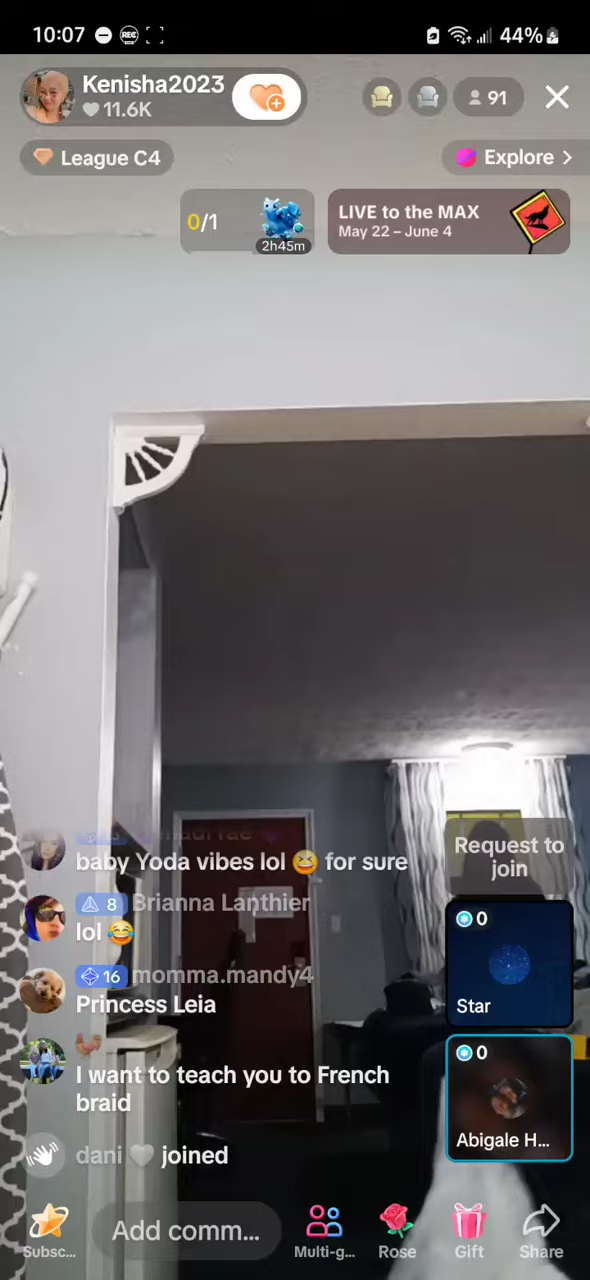 10:07
REC
44%
Kenisha2023
11.6K
91
League C4
Explore >
0/1
2h45m
LIVE to the MAX
May 22 – June 4
baby Yoda vibes lol 😆 for sure
8 Brianna Lanthier
lol 😂
16 momma.mandy4
Princess Leia
I want to teach you to French
braid
dani 🤍 joined
Request to
join
0
Star
0
Abigale H...
Subsc...
Add comm...
Multi-g...
Rose
Gift
Share